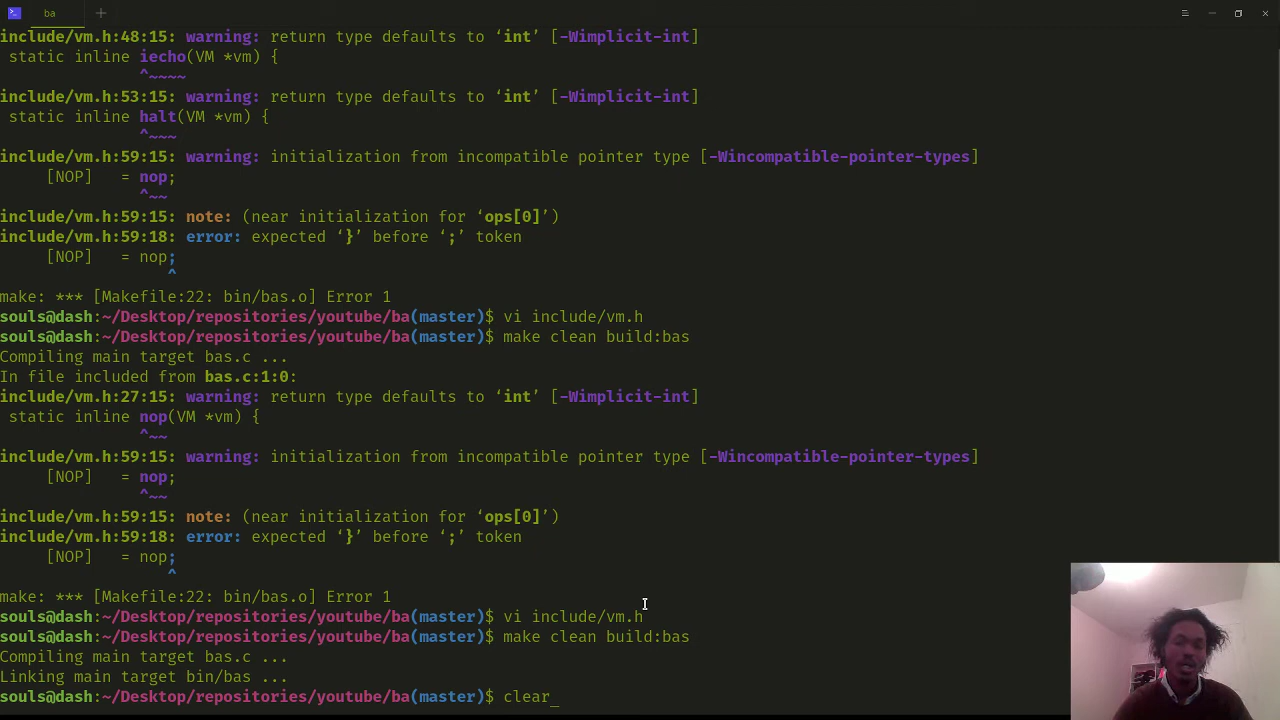 ba
include/vm.h:48:15: warning: return type defaults to ‘int’ [-Wimplicit-int]
static inline iecho(VM *vm) {
^~~~~
include/vm.h:53:15: warning: return type defaults to ‘int’ [-Wimplicit-int]
static inline halt(VM *vm) {
^~~~
include/vm.h:59:15: warning: initialization from incompatible pointer type [-Wincompatible-pointer-types]
[NOP]   = nop;
^~~
include/vm.h:59:15: note: (near initialization for ‘ops[0]’)
include/vm.h:59:18: error: expected ‘}’ before ‘;’ token
[NOP]   = nop;
^
make: *** [Makefile:22: bin/bas.o] Error 1
souls@dash:~/Desktop/repositories/youtube/ba(master)$ vi include/vm.h
souls@dash:~/Desktop/repositories/youtube/ba(master)$ make clean build:bas
Compiling main target bas.c ...
In file included from bas.c:1:0:
include/vm.h:27:15: warning: return type defaults to ‘int’ [-Wimplicit-int]
static inline nop(VM *vm) {
^~~
include/vm.h:59:15: warning: initialization from incompatible pointer type [-Wincompatible-pointer-types]
[NOP]   = nop;
^~~
include/vm.h:59:15: note: (near initialization for ‘ops[0]’)
include/vm.h:59:18: error: expected ‘}’ before ‘;’ token
[NOP]   = nop;
^
make: *** [Makefile:22: bin/bas.o] Error 1
souls@dash:~/Desktop/repositories/youtube/ba(master)$ vi include/vm.h
souls@dash:~/Desktop/repositories/youtube/ba(master)$ make clean build:bas
Compiling main target bas.c ...
Linking main target bin/bas ...
souls@dash:~/Desktop/repositories/youtube/ba(master)$ clear_